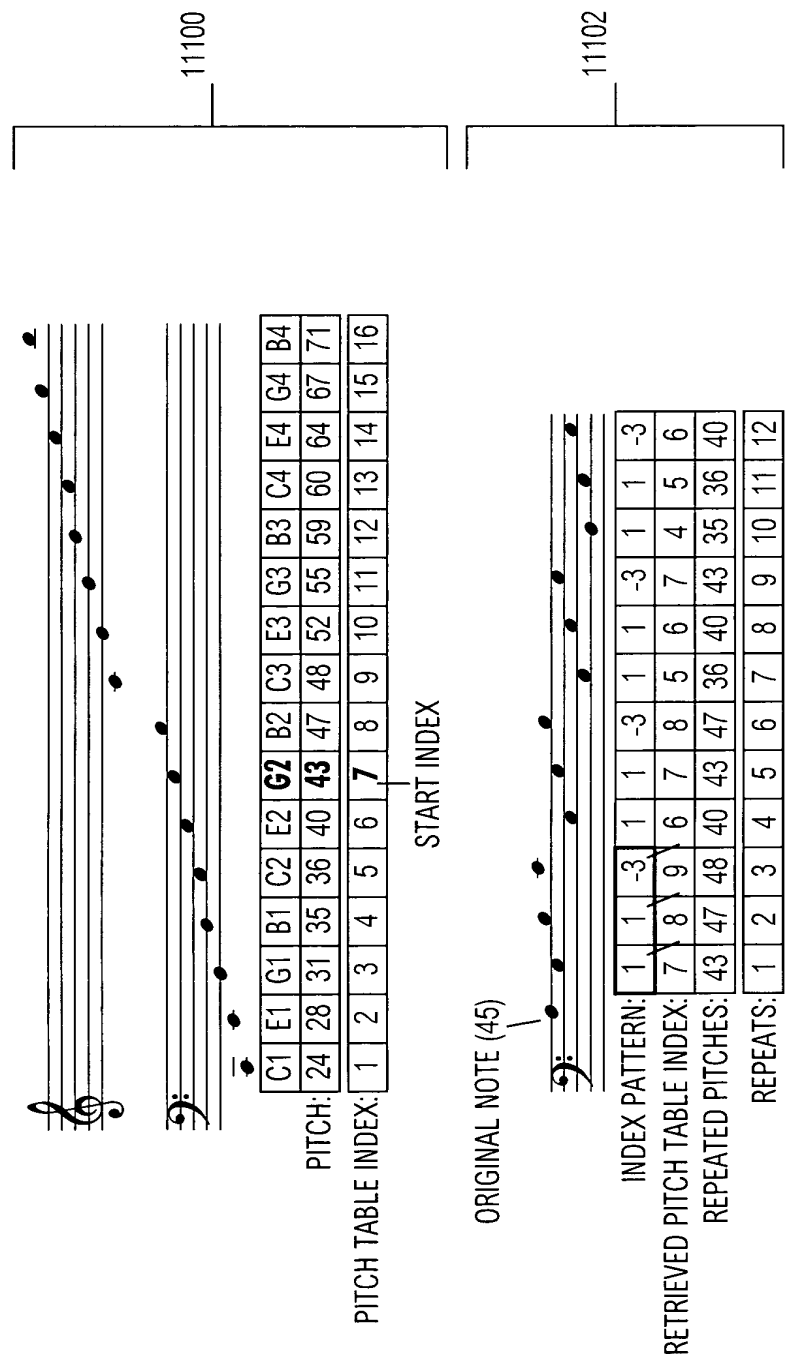 11100
C1 E1 G1 B1 C2 E2 G2 B2 C3 E3 G3 B3 C4 E4 G4 B4
PITCH: 24 28 31 35 36 40 43 47 48 52 55 59 60 64 67 71
PITCH TABLE INDEX: 1 2 3 4 5 6 7 8 9 10 11 12 13 14 15 16
START INDEX
11102
ORIGINAL NOTE (45)
INDEX PATTERN: 1 1 -3 1 1 -3 1 1 -3 1 1 -3
RETRIEVED PITCH TABLE INDEX: 7 8 9 6 7 8 5 6 7 4 5 6
REPEATED PITCHES: 43 47 48 40 43 47 36 40 43 35 36 40
REPEATS: 1 2 3 4 5 6 7 8 9 10 11 12